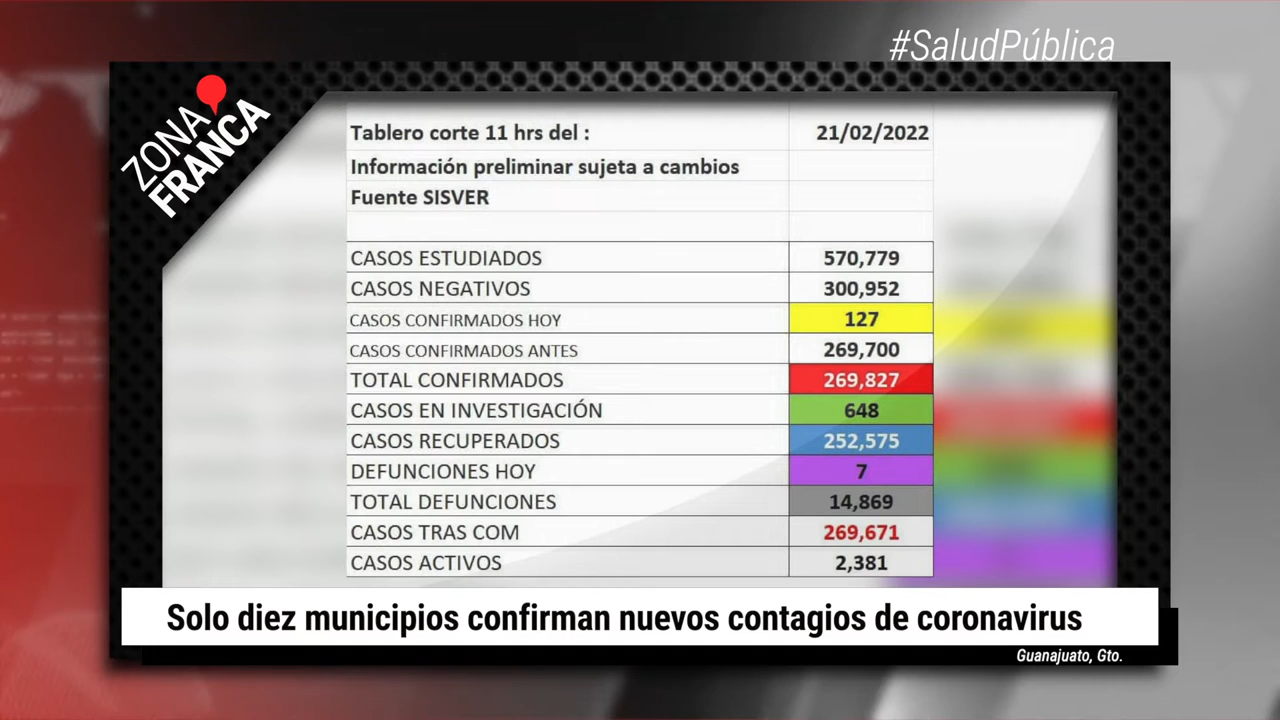 #SaludPública
ZONA
FRANCA
Tablero corte 11 hrs del : 21/02/2022
Información preliminar sujeta a cambios
Fuente SISVER
CASOS ESTUDIADOS 570,779
CASOS NEGATIVOS 300,952
CASOS CONFIRMADOS HOY 127
CASOS CONFIRMADOS ANTES 269,700
TOTAL CONFIRMADOS 269,827
CASOS EN INVESTIGACIÓN 648
CASOS RECUPERADOS 252,575
DEFUNCIONES HOY 7
TOTAL DEFUNCIONES 14,869
CASOS TRAS COM 269,671
CASOS ACTIVOS 2,381
Solo diez municipios confirman nuevos contagios de coronavirus
Guanajuato, Gto.